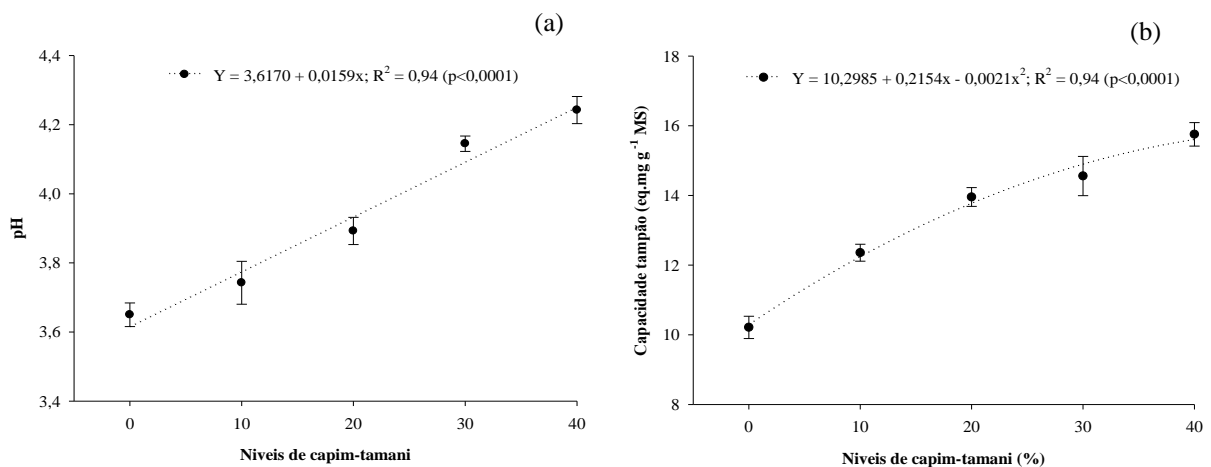 (a)
Y = 3,6170 + 0,0159x; R² = 0,94 (p<0,0001)
pH
4,4
4,2
4,0
3,8
3,6
3,4
0 10 20 30 40
Niveis de capim-tamani
(b)
Y = 10,2985 + 0,2154x - 0,0021x²; R² = 0,94 (p<0,0001)
Capacidade tampão (eq.mg g⁻¹ MS)
18
16
14
12
10
8
0 10 20 30 40
Niveis de capim-tamani (%)